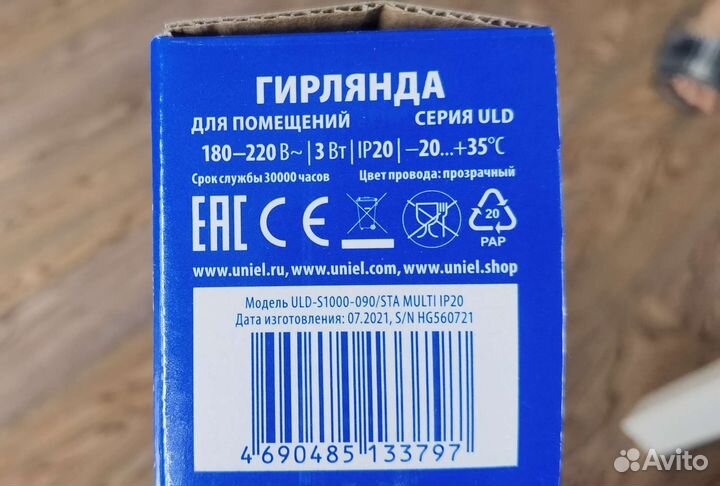 ГИРЛЯНДА
ДЛЯ ПОМЕЩЕНИЙ СЕРИЯ ULD
180–220 В~ | 3 Вт | IP20 | –20...+35°C
Срок службы 30000 часов Цвет провода: прозрачный
EAC CE 20 PAP
www.uniel.ru, www.uniel.com, www.uniel.shop
Модель ULD-S1000-090/STA MULTI IP20
Дата изготовления: 07.2021, S/N HG560721
4 690485 133797
Avito